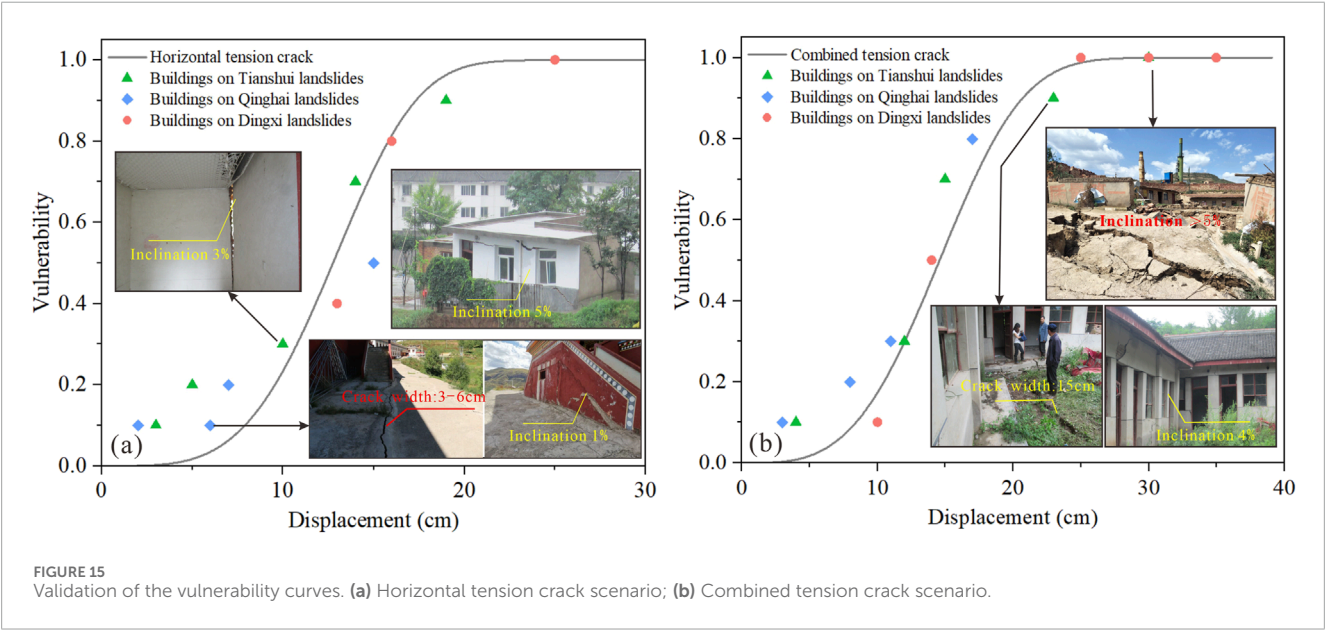 1.0
0.8
0.6
0.4
0.2
0.0
Vulnerability
Horizontal tension crack
Buildings on Tianshui landslides
Buildings on Qinghai landslides
Buildings on Dingxi landslides
Inclination 3%
Inclination 5%
Crack width:3-6cm
Inclination 1%
(a)
0 10 20 30
Displacement (cm)
1.0
0.8
0.6
0.4
0.2
0.0
Vulnerability
Combined tension crack
Buildings on Tianshui landslides
Buildings on Qinghai landslides
Buildings on Dingxi landslides
Inclination >5%
Crack width:15cm
Inclination 4%
(b)
0 10 20 30 40
Displacement (cm)
FIGURE 15
Validation of the vulnerability curves. (a) Horizontal tension crack scenario; (b) Combined tension crack scenario.